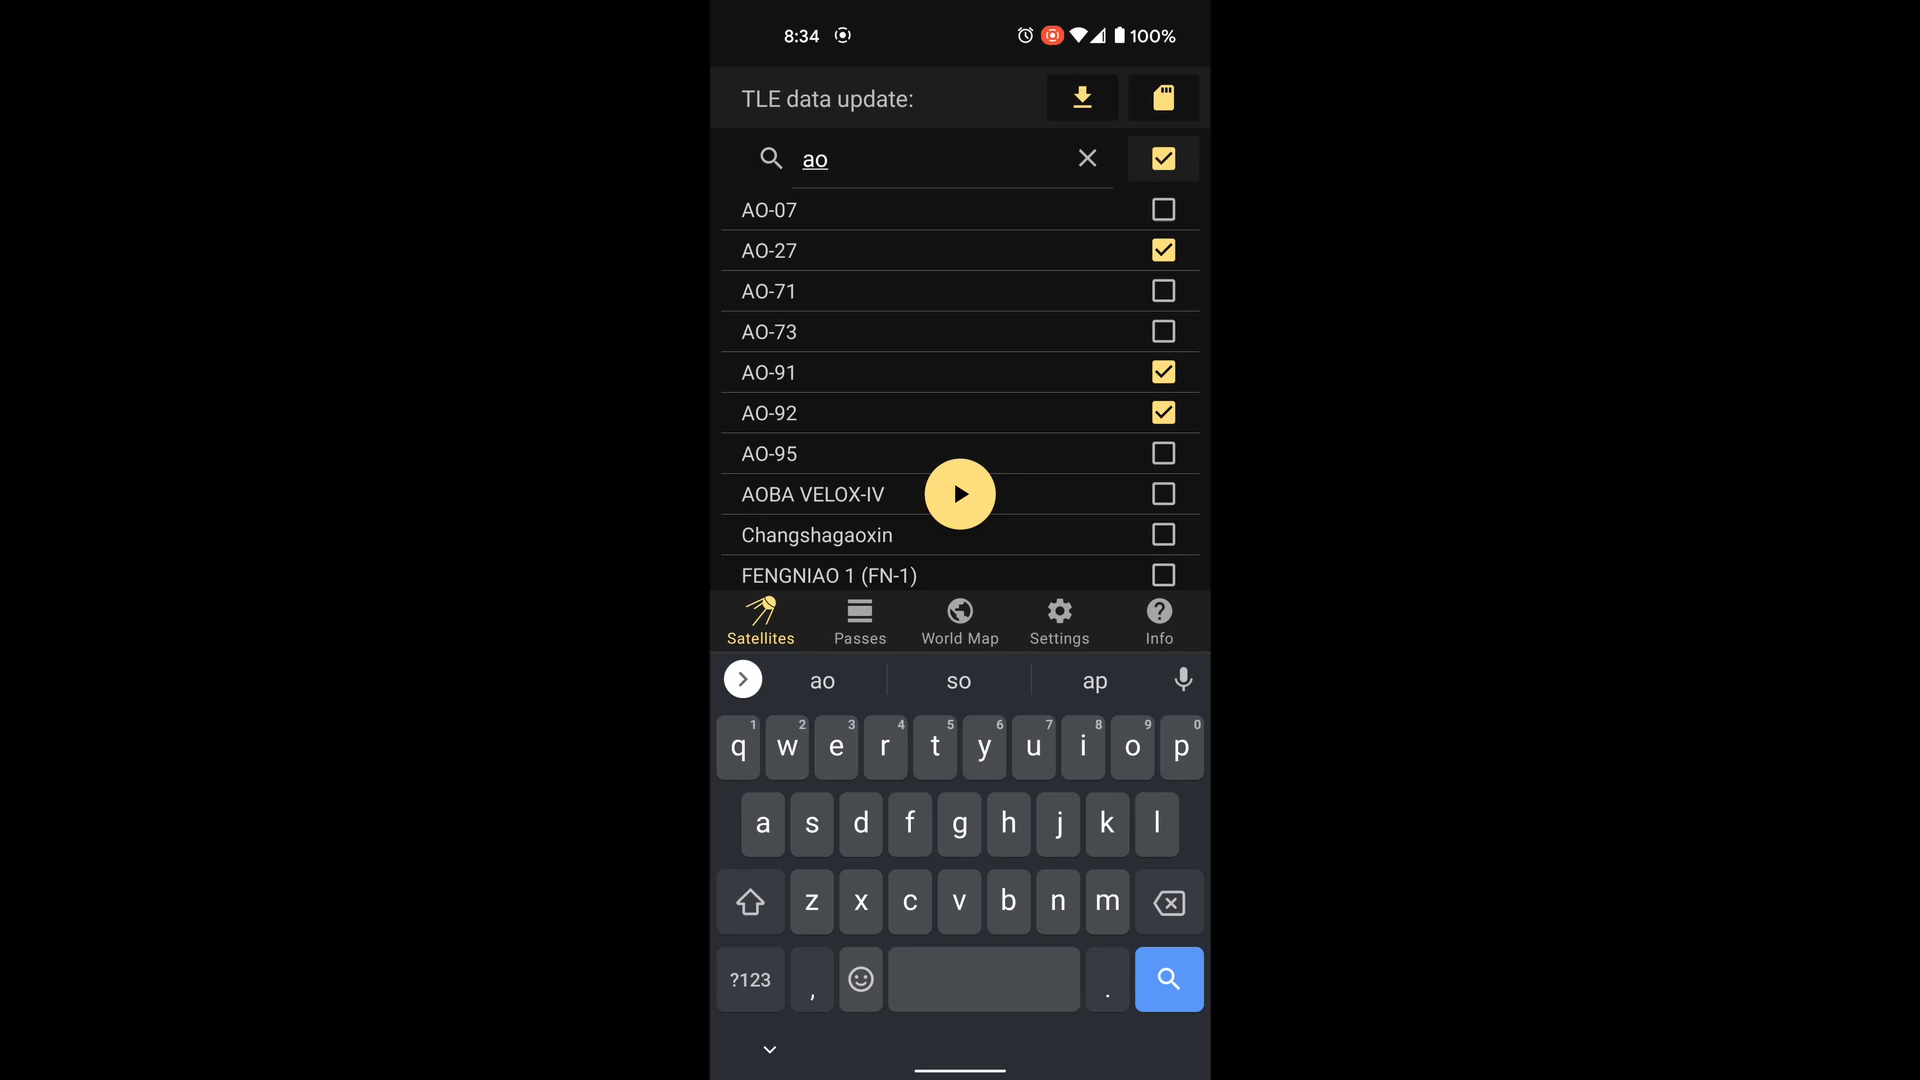 8:34 100%
TLE data update:
ao
AO-07
AO-27
AO-71
AO-73
AO-91
AO-92
AO-95
AOBA VELOX-IV
Changshagaoxin
FENGNIAO 1 (FN-1)
Satellites Passes World Map Settings Info
ao so ap
1 2 3 4 5 6 7 8 9 0
q w e r t y u i o p
a s d f g h j k l
z x c v b n m
?123 , .